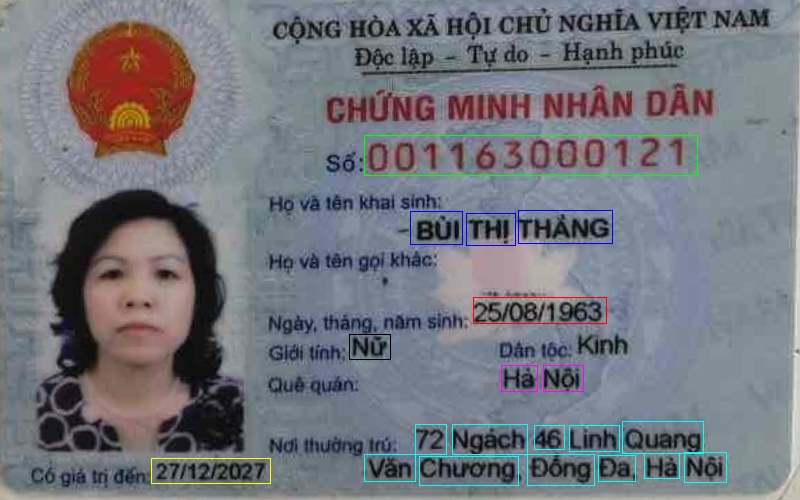 CỘNG HÒA XÃ HỘI CHỦ NGHĨA VIỆT NAM
Độc lập - Tự do - Hạnh phúc
CHỨNG MINH NHÂN DÂN
Số: 001163000121
Họ và tên khai sinh:
BÙI THỊ THẰNG
Họ và tên gọi khác:
Ngày, tháng, năm sinh: 25/08/1963
Giới tính: Nữ Dân tộc: Kinh
Quê quán: Hà Nội
Nơi thường trú: 72 Ngách 46 Linh Quang
Văn Chương, Đống Đa, Hà Nội
Có giá trị đến: 27/12/2027